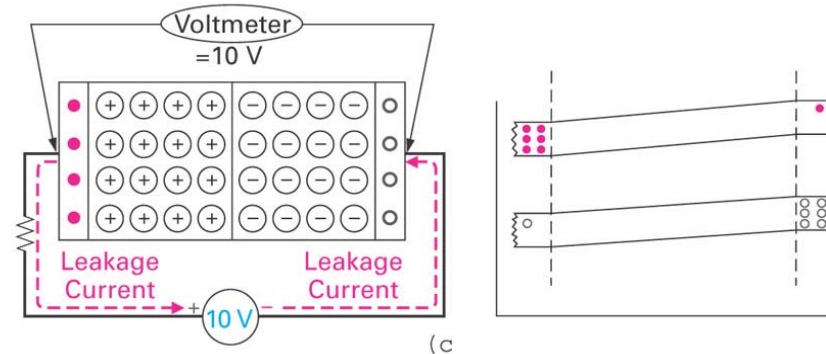 Voltmeter
=10 V
+ + + + − − − −
+ + + + − − − −
+ + + + − − − −
+ + + + − − − −
Leakage Current
Leakage Current
+ 10 V −
(c